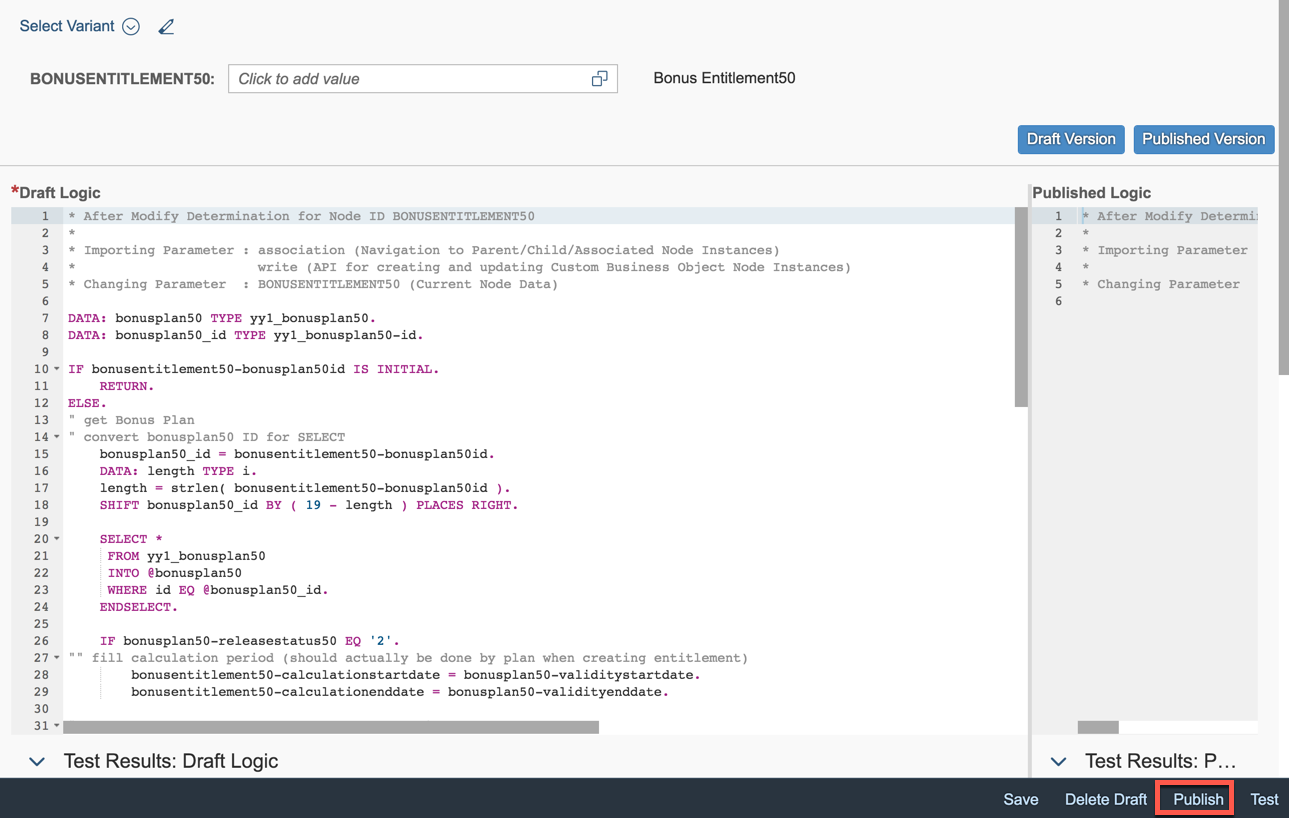 Select Variant
BONUSENTITLEMENT50: Click to add value Bonus Entitlement50
Draft Version Published Version
*Draft Logic
1 * After Modify Determination for Node ID BONUSENTITLEMENT50
2 *
3 * Importing Parameter : association (Navigation to Parent/Child/Associated Node Instances)
4 * write (API for creating and updating Custom Business Object Node Instances)
5 * Changing Parameter : BONUSENTITLEMENT50 (Current Node Data)
6
7 DATA: bonusplan50 TYPE yy1_bonusplan50.
8 DATA: bonusplan50_id TYPE yy1_bonusplan50-id.
9
10 IF bonusentitlement50-bonusplan50id IS INITIAL.
11 RETURN.
12 ELSE.
13 " get Bonus Plan
14 " convert bonusplan50 ID for SELECT
15 bonusplan50_id = bonusentitlement50-bonusplan50id.
16 DATA: length TYPE i.
17 length = strlen( bonusentitlement50-bonusplan50id ).
18 SHIFT bonusplan50_id BY ( 19 - length ) PLACES RIGHT.
19
20 SELECT *
21 FROM yy1_bonusplan50
22 INTO @bonusplan50
23 WHERE id EQ @bonusplan50_id.
24 ENDSELECT.
25
26 IF bonusplan50-releasestatus50 EQ '2'.
27 "" fill calculation period (should actually be done by plan when creating entitlement)
28 bonusentitlement50-calculationstartdate = bonusplan50-validitystartdate.
29 bonusentitlement50-calculationenddate = bonusplan50-validityenddate.
30
31
Published Logic
1 * After Modify Determi
2 *
3 * Importing Parameter
4 *
5 * Changing Parameter
6
Test Results: Draft Logic
Test Results: P...
Save Delete Draft Publish Test